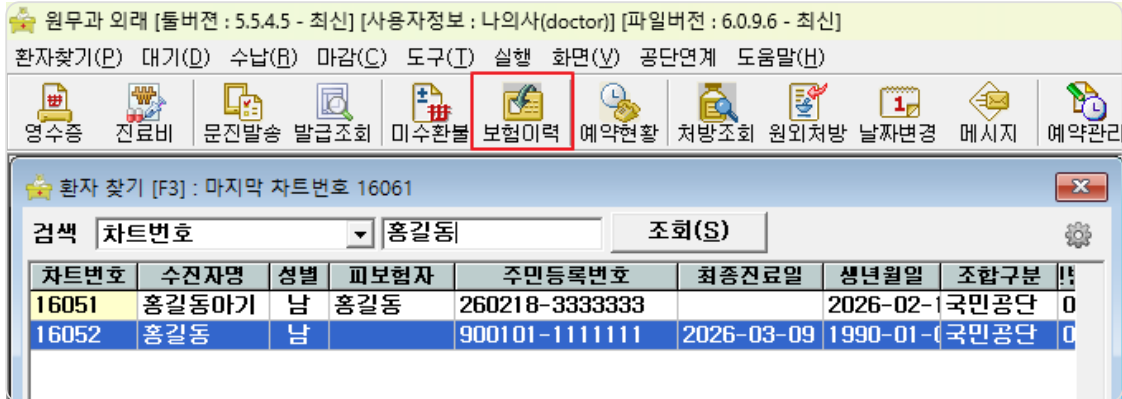 원무과 외래 [툴버젼 : 5.5.4.5 - 최신] [사용자정보 : 나의사(doctor)] [파일버전 : 6.0.9.6 - 최신]
환자찾기(P) 대기(D) 수납(R) 마감(C) 도구(T) 실행 화면(V) 공단연계 도움말(H)
영수증 진료비 문진발송 발급조회 미수환불 보험이력 예약현황 처방조회 원외처방 날짜변경 메시지 예약관리
환자 찾기 [F3] : 마지막 차트번호 16061
검색 차트번호 홍길동 조회(S)
차트번호 수진자명 성별 피보험자 주민등록번호 최종진료일 생년월일 조합구분
16051 홍길동아기 남 홍길동 260218-3333333 2026-02-1 국민공단 0
16052 홍길동 남 900101-1111111 2026-03-09 1990-01-0 국민공단 0